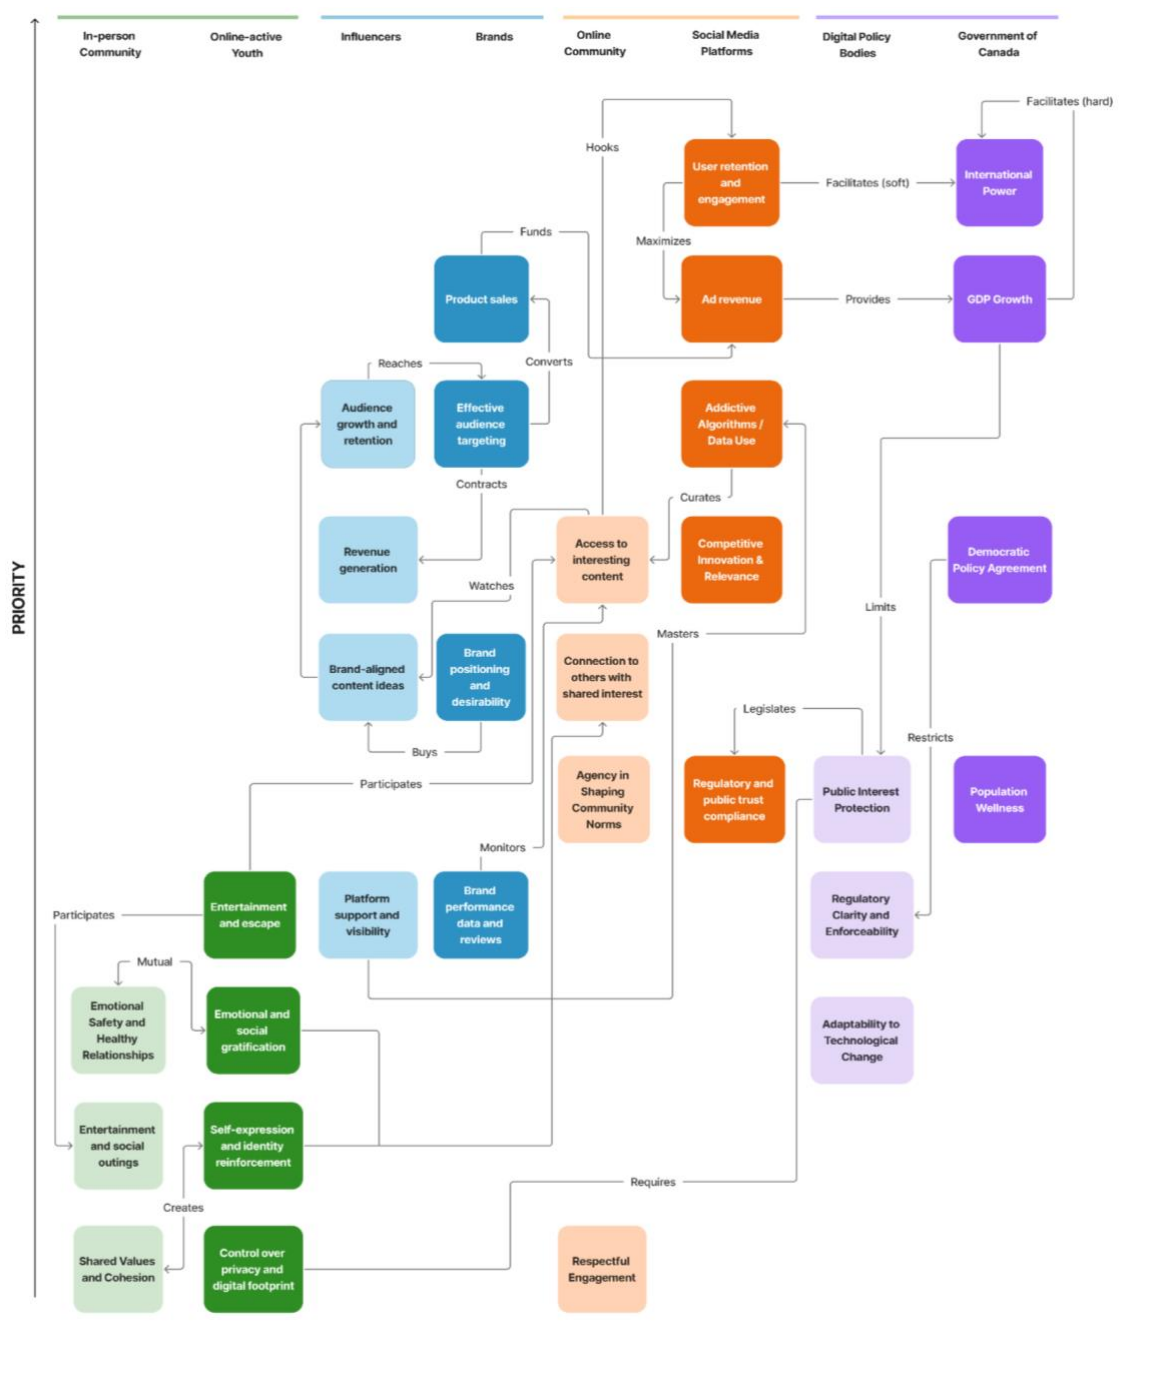 In-person
Community
Online-active
Youth
Influencers
Brands
Online
Community
Social Media
Platforms
Digital Policy
Bodies
Government of
Canada
Facilitates (hard)
Hooks
User retention
and
engagement
Facilitates (soft)
International
Power
Funds
Maximizes
Product sales
Ad revenue
Provides
GDP Growth
Reaches
Converts
Audience
growth and
retention
Effective
audience
targeting
Addictive
Algorithms /
Data Use
Contracts
Curates
Revenue
generation
Access to
interesting
content
Competitive
Innovation &
Relevance
Democratic
Policy Agreement
Watches
PRIORITY
Limits
Masters
Brand-aligned
content ideas
Brand
positioning
and
desirability
Connection to
others with
shared interest
Legislates
Restricts
Buys
Participates
Agency in
Shaping
Community
Norms
Regulatory and
public trust
compliance
Public Interest
Protection
Population
Wellness
Monitors
Entertainment
and escape
Platform
support and
visibility
Brand
performance
data and
reviews
Regulatory
Clarity and
Enforceability
Participates
Mutual
Emotional
Safety and
Healthy
Relationships
Emotional and
social
gratification
Adaptability to
Technological
Change
Entertainment
and social
outings
Self-expression
and identity
reinforcement
Requires
Creates
Shared Values
and Cohesion
Control over
privacy and
digital footprint
Respectful
Engagement